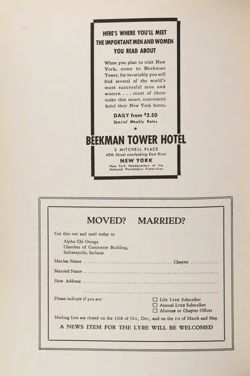 HERE'S WHERE YOU'LL MEET
THE IMPORTANT MEN AND WOMEN
YOU READ ABOUT
When you plan to visit New
York, come to Beekman
Tower, for invariably you will
find several of the world's
most successful men and
women . . . most of them
make this smart, convenient
hotel their New York home.
DAILY from $2.50
Special Weekly Rates
BEEKMAN TOWER HOTEL
3 MITCHELL PLACE
49th Street overlooking East River
NEW YORK
New York Headquarters of the
National Panhellenic Fraternities
MOVED? MARRIED?
Cut this out and mail today to
Alpha Chi Omega
Chamber of Commerce Building,
Indianapolis, Indiana.
Maiden Name Chapter
Married Name
New Address
Please indicate if you are:
☐ Life LYRE Subscriber
☐ Annual LYRE Subscriber
☐ Alumnae or Chapter Officer
Mailing lists are closed on the 15th of Oct., Dec., and on the 1st of March and May.
A NEWS ITEM FOR THE LYRE WILL BE WELCOMED